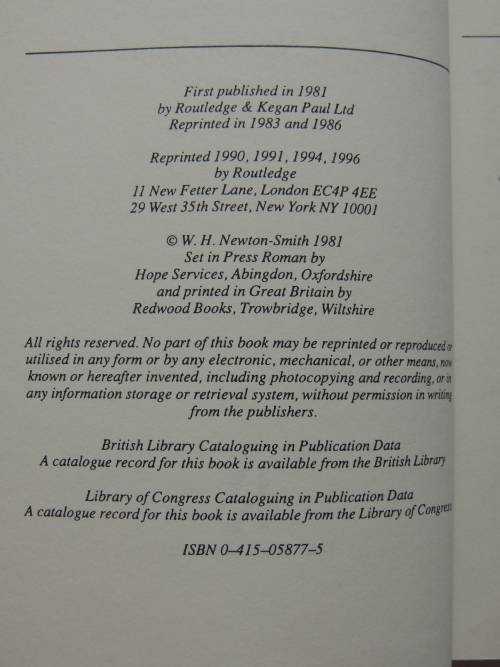 First published in 1981
by Routledge & Kegan Paul Ltd
Reprinted in 1983 and 1986
Reprinted 1990, 1991, 1994, 1996
by Routledge
11 New Fetter Lane, London EC4P 4EE
29 West 35th Street, New York NY 10001
© W. H. Newton-Smith 1981
Set in Press Roman by
Hope Services, Abingdon, Oxfordshire
and printed in Great Britain by
Redwood Books, Trowbridge, Wiltshire
All rights reserved. No part of this book may be reprinted or reproduced or
utilised in any form or by any electronic, mechanical, or other means, now
known or hereafter invented, including photocopying and recording, or in
any information storage or retrieval system, without permission in writing
from the publishers.
British Library Cataloguing in Publication Data
A catalogue record for this book is available from the British Library
Library of Congress Cataloguing in Publication Data
A catalogue record for this book is available from the Library of Congress
ISBN 0–415–05877–5